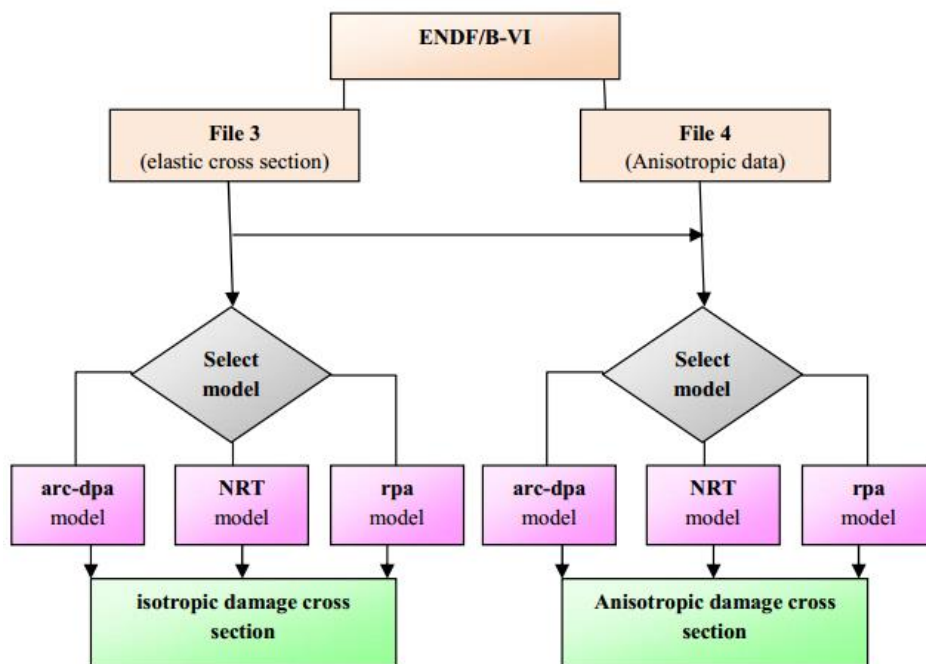 ENDF/B-VI
File 3
(elastic cross section)
File 4
(Anisotropic data)
Select
model
Select
model
arc-dpa
model
NRT
model
rpa
model
arc-dpa
model
NRT
model
rpa
model
isotropic damage cross
section
Anisotropic damage cross
section